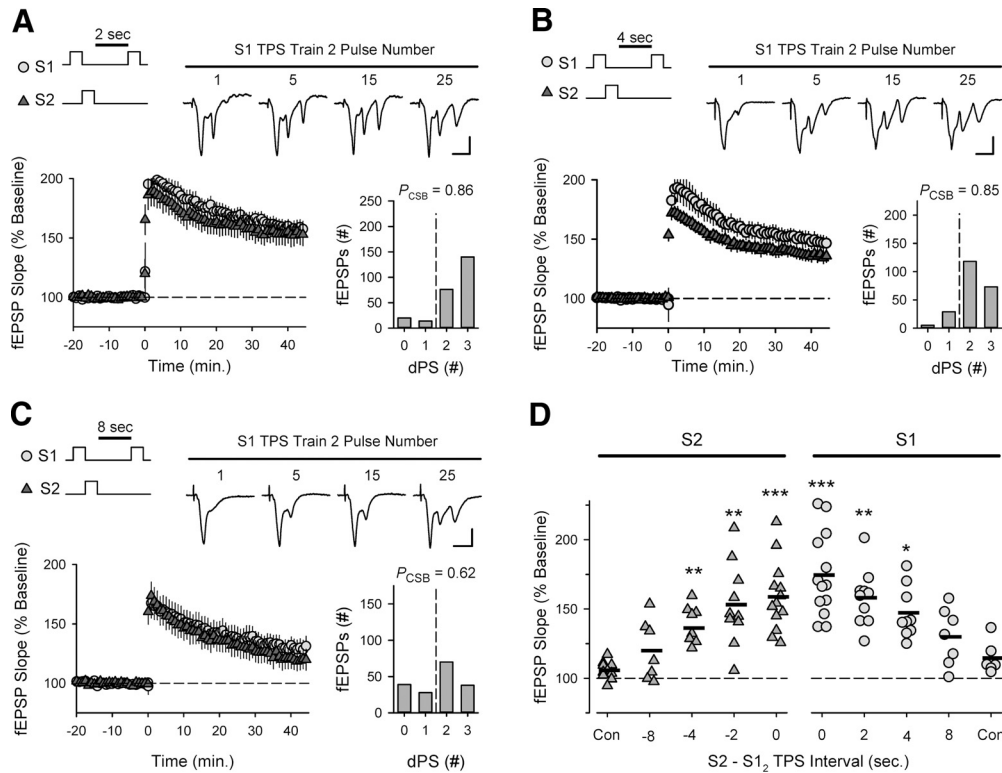 A
2 sec
S1
S2
S1 TPS Train 2 Pulse Number
1 5 15 25
fEPSP Slope (% Baseline)
200
150
100
-20 -10 0 10 20 30 40
Time (min.)
PCSB = 0.86
fEPSPs (#)
250
200
150
100
50
0
0 1 2 3
dPS (#)
B
4 sec
S1
S2
S1 TPS Train 2 Pulse Number
1 5 15 25
fEPSP Slope (% Baseline)
200
150
100
-20 -10 0 10 20 30 40
Time (min.)
PCSB = 0.85
fEPSPs (#)
250
200
150
100
50
0
0 1 2 3
dPS (#)
C
8 sec
S1
S2
S1 TPS Train 2 Pulse Number
1 5 15 25
fEPSP Slope (% Baseline)
200
150
100
-20 -10 0 10 20 30 40
Time (min.)
PCSB = 0.62
fEPSPs (#)
150
100
50
0
0 1 2 3
dPS (#)
D
S2 S1
*** ** ** *** ** *
fEPSP Slope (% Baseline)
250
200
150
100
Con -8 -4 -2 0 0 2 4 8 Con
S2 - S12 TPS Interval (sec.)